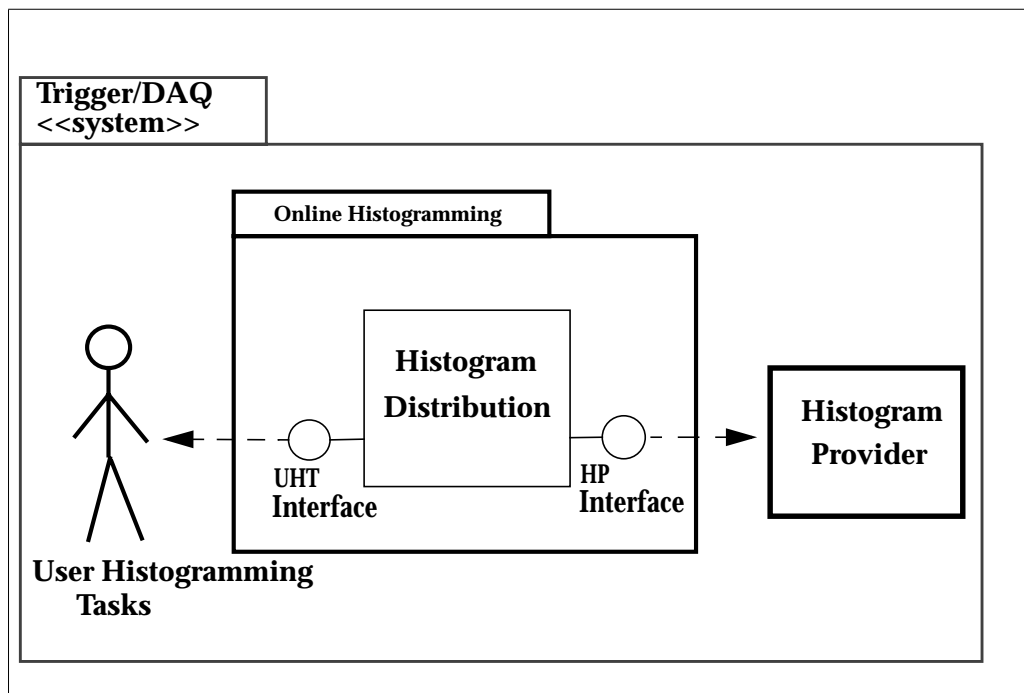 Trigger/DAQ
<<system>>
Online Histogramming
Histogram
Distribution
UHT
Interface
HP
Interface
Histogram
Provider
User Histogramming
Tasks